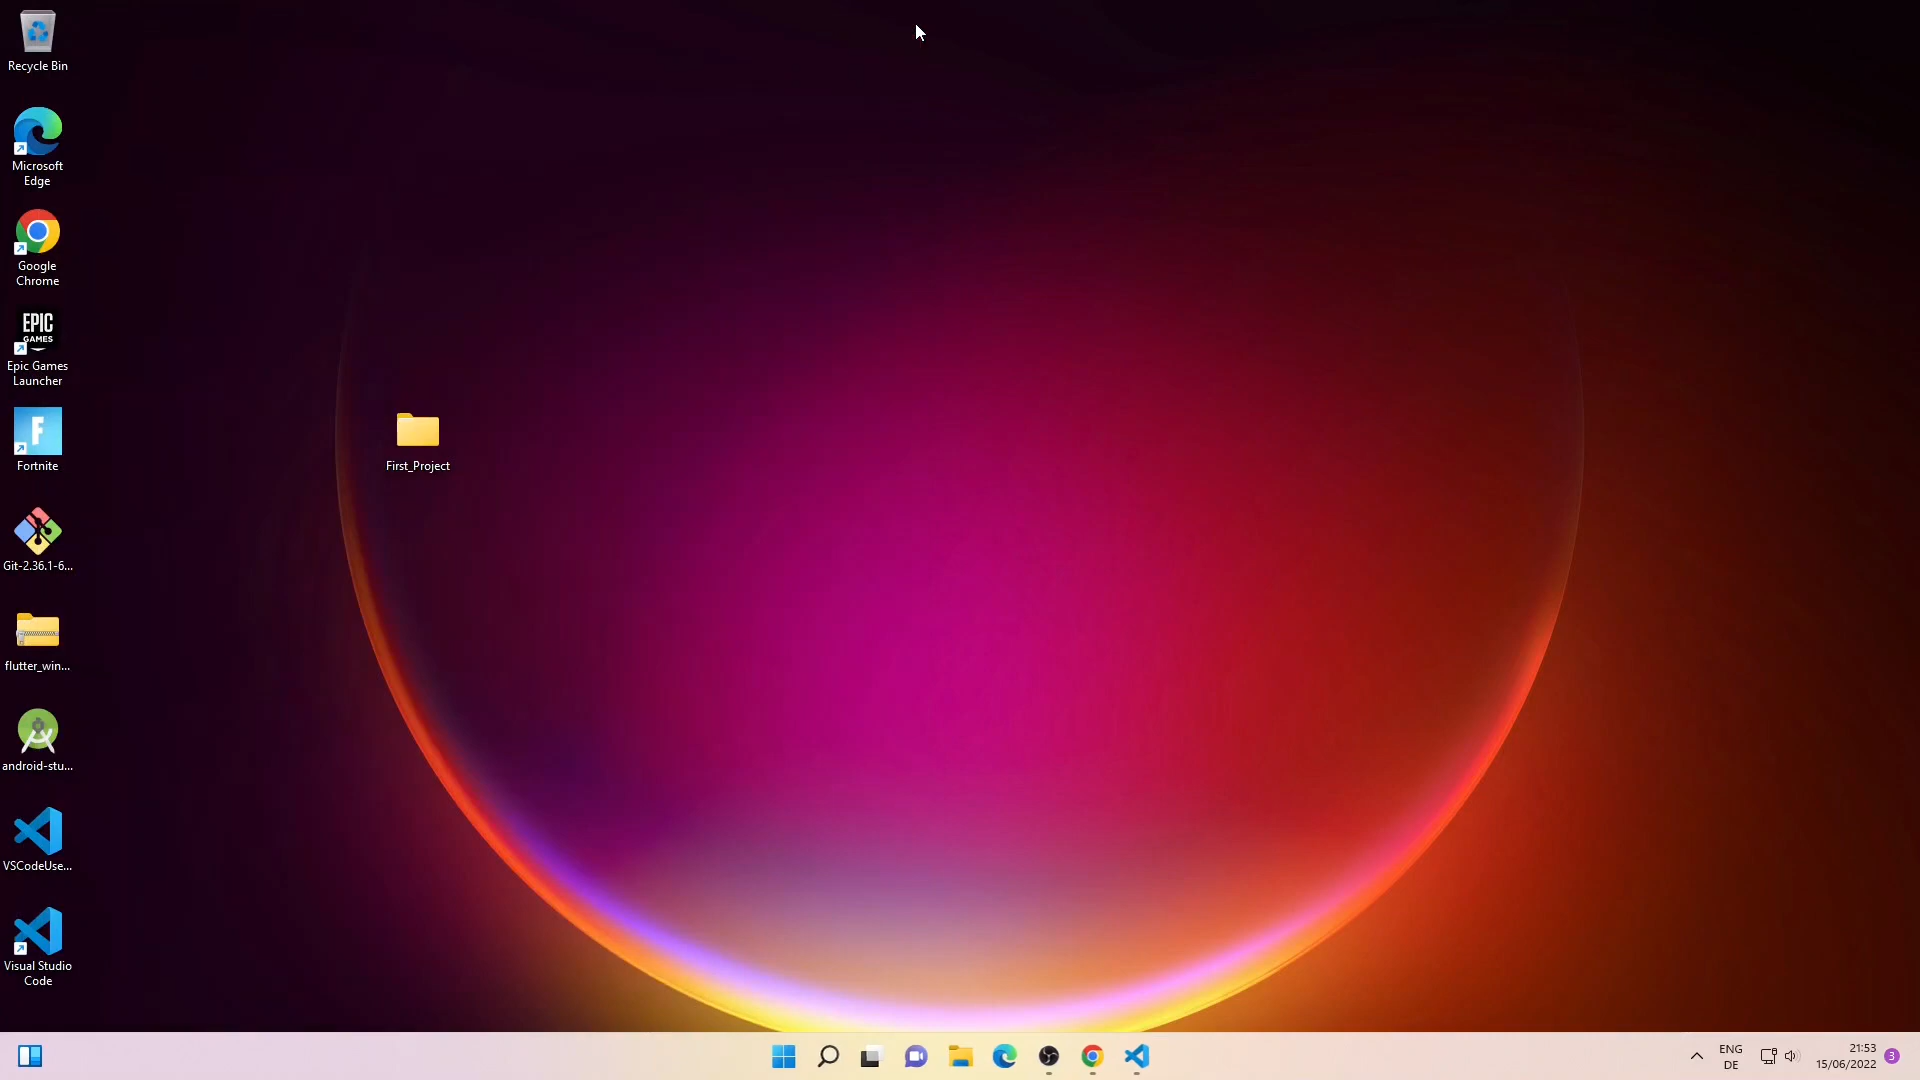 Recycle Bin
Microsoft
Edge
Google
Chrome
EPIC
GAMES
Epic Games
Launcher
F
Fortnite
Git-2.36.1-6...
flutter_win...
android-stu...
VSCodeUse...
Visual Studio
Code
First_Project
ENG
DE
21:53
15/06/2022
3